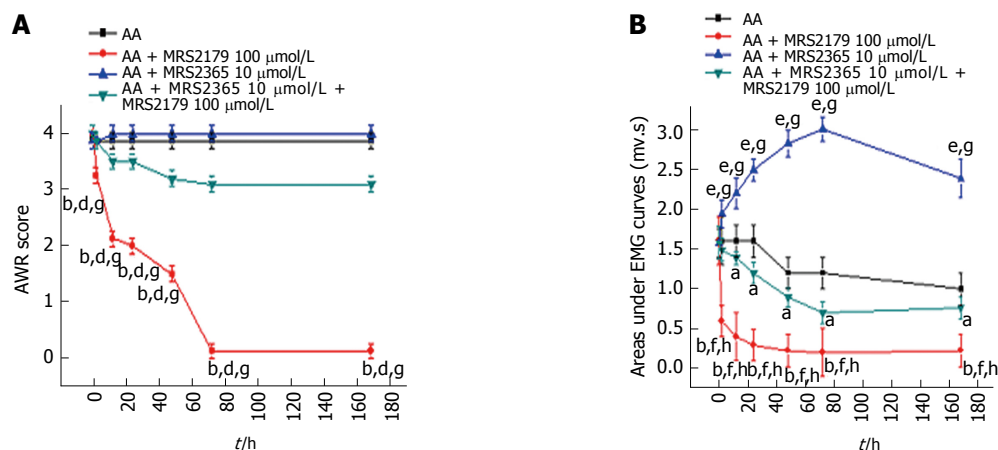 A
AA
AA + MRS2179 100 μmol/L
AA + MRS2365 10 μmol/L
AA + MRS2365 10 μmol/L +
MRS2179 100 μmol/L
AWR score
4
3
2
1
0
b,d,g
b,d,g
b,d,g
b,d,g
b,d,g
b,d,g
0
20
40
60
80
100
120
140
160
180
t/h
B
AA
AA + MRS2179 100 μmol/L
AA + MRS2365 10 μmol/L
AA + MRS2365 10 μmol/L +
MRS2179 100 μmol/L
Areas under EMG curves (mv.s)
3.0
2.5
2.0
1.5
1.0
0.5
0.0
e,g
e,g
e,g
e,g
e,g
e,g
a
a
a
a
a
b,f,h
b,f,h
b,f,h
b,f,h
b,f,h
b,f,h
0
20
40
60
80
100
120
140
160
180
t/h